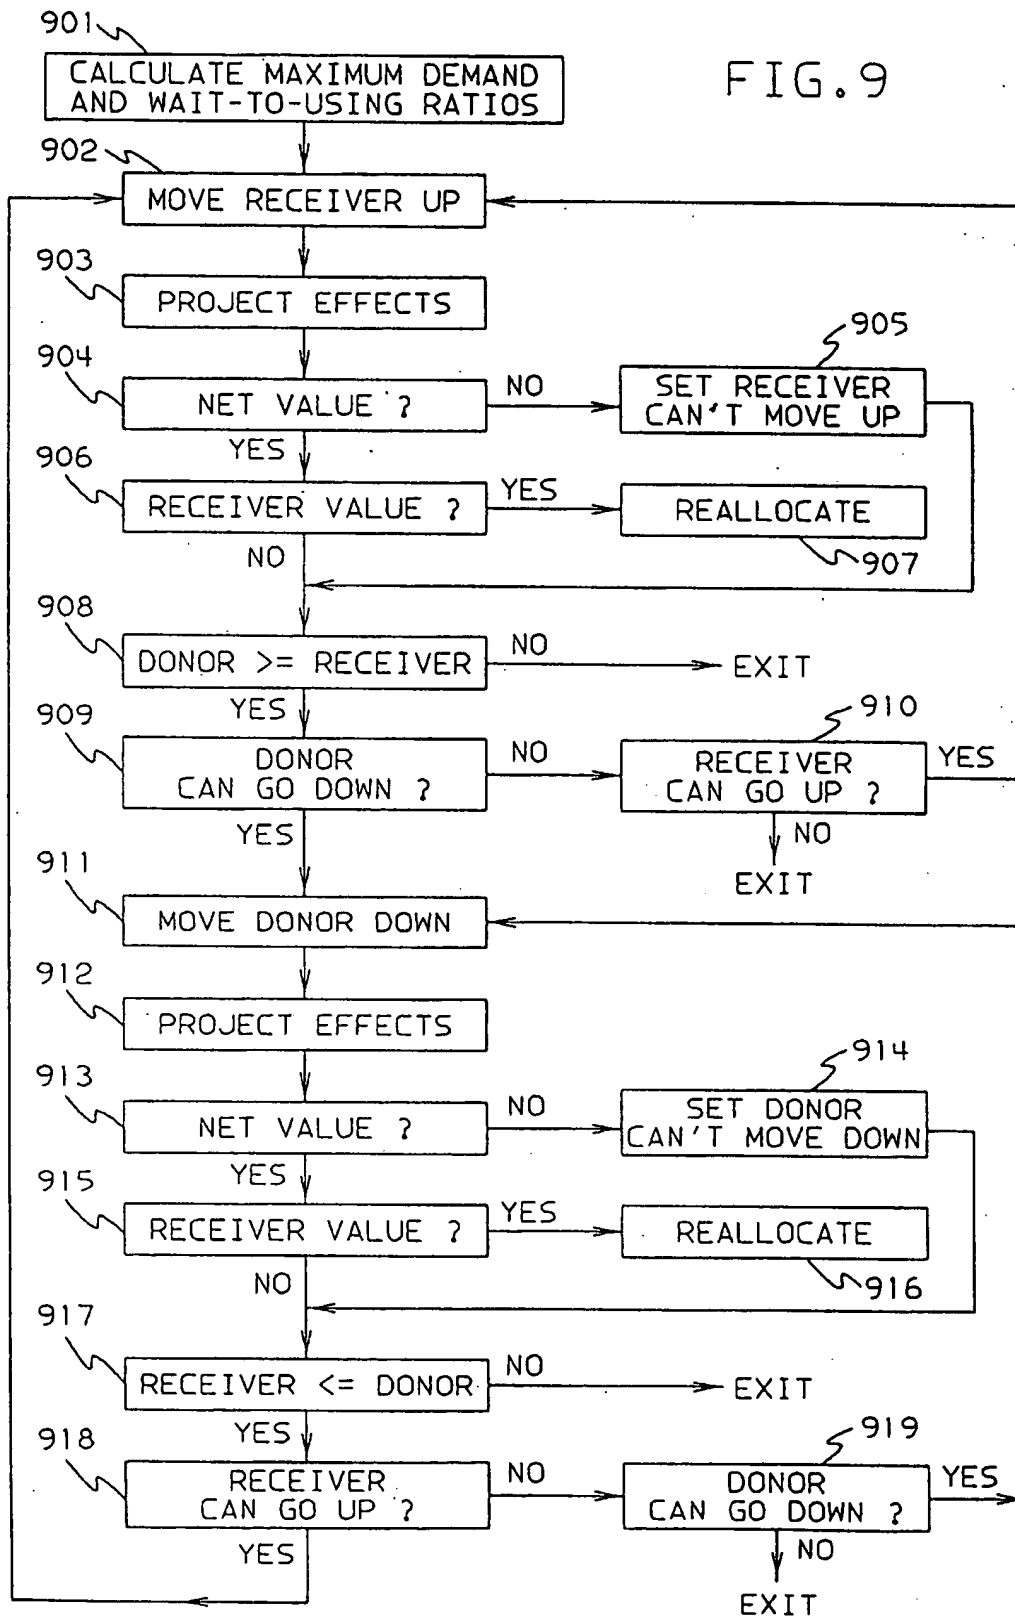 901
CALCULATE MAXIMUM DEMAND
AND WAIT-TO-USING RATIOS
FIG.9
902
MOVE RECEIVER UP
903
PROJECT EFFECTS
904
NET VALUE ?
NO
905
SET RECEIVER
CAN'T MOVE UP
YES
906
RECEIVER VALUE ?
YES
REALLOCATE
907
NO
908
DONOR >= RECEIVER
NO
EXIT
YES
909
DONOR
CAN GO DOWN ?
NO
910
RECEIVER
CAN GO UP ?
YES
NO
EXIT
YES
911
MOVE DONOR DOWN
912
PROJECT EFFECTS
913
NET VALUE ?
NO
914
SET DONOR
CAN'T MOVE DOWN
YES
915
RECEIVER VALUE ?
YES
REALLOCATE
916
NO
917
RECEIVER <= DONOR
NO
EXIT
YES
918
RECEIVER
CAN GO UP ?
NO
919
DONOR
CAN GO DOWN ?
YES
NO
EXIT
YES